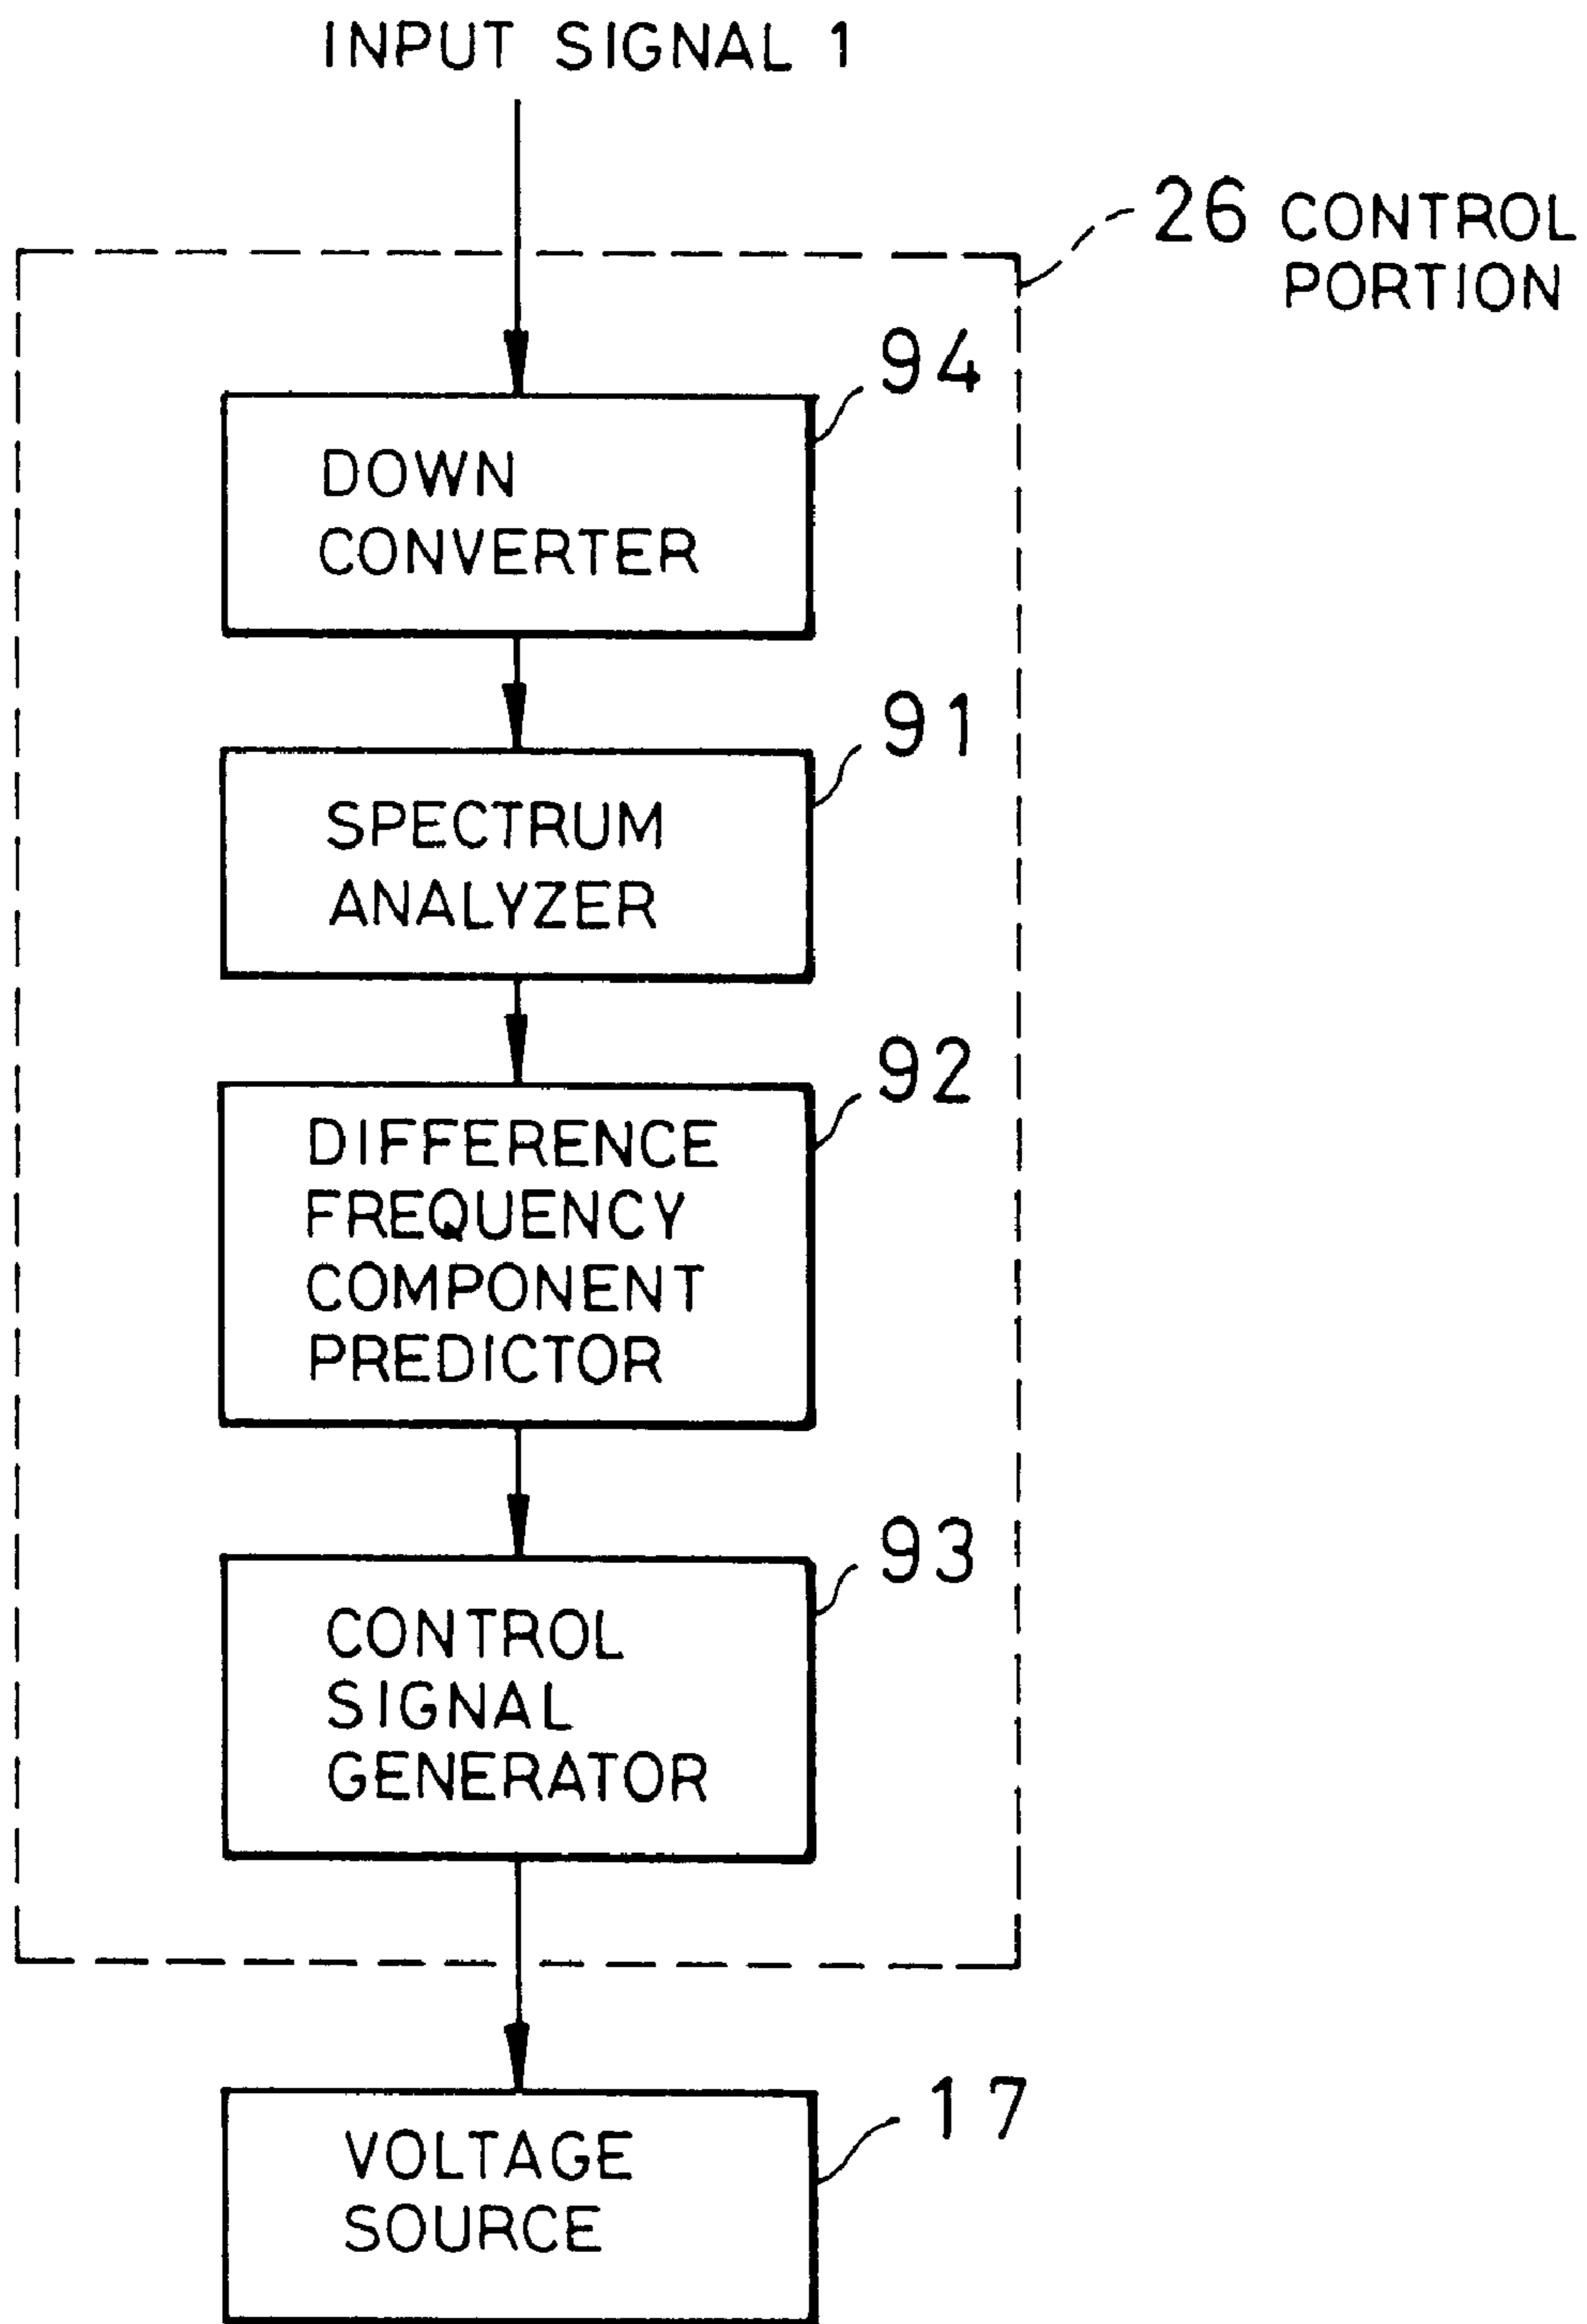 INPUT SIGNAL 1
26 CONTROL
PORTION
94
DOWN
CONVERTER
91
SPECTRUM
ANALYZER
92
DIFFERENCE
FREQUENCY
COMPONENT
PREDICTOR
93
CONTROL
SIGNAL
GENERATOR
17
VOLTAGE
SOURCE